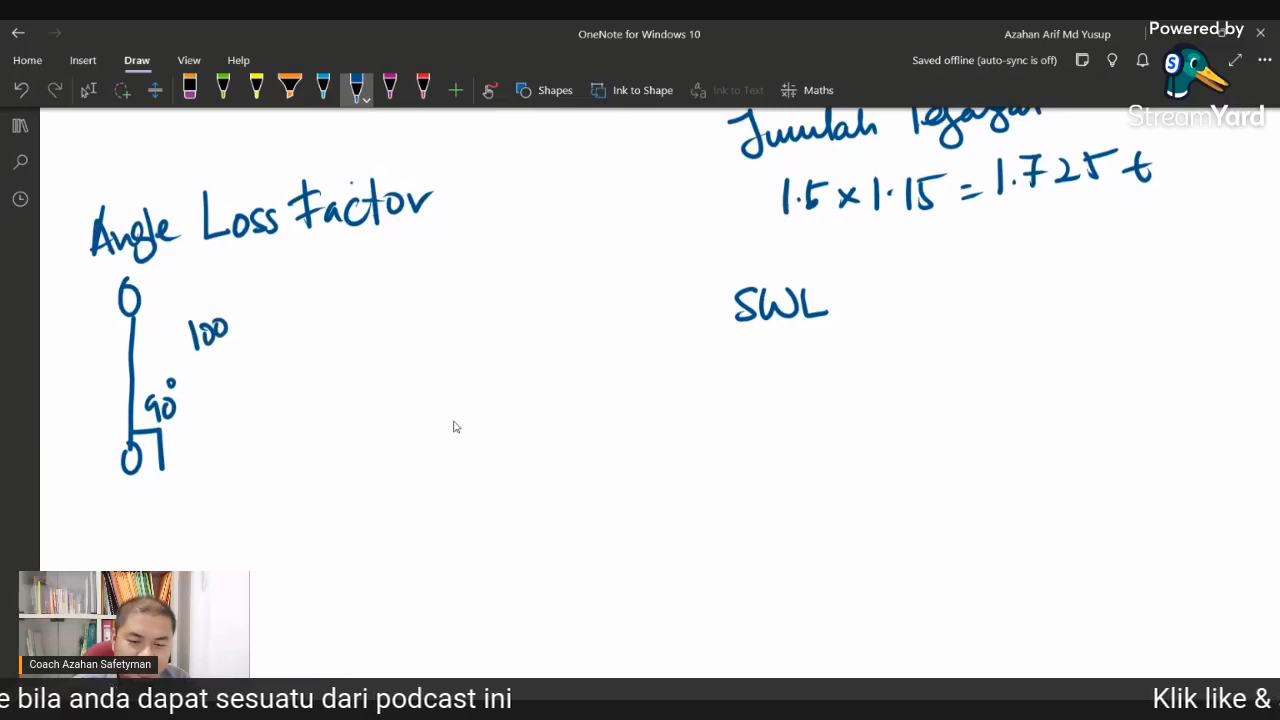 OneNote for Windows 10
Azahan Arif Md Yusup
Powered by
Home Insert Draw View Help
Saved offline (auto-sync is off)
Shapes Ink to Shape Ink to Text Maths
StreamYard
Jumlah
1.5 x 1.15 = 1.725 t
Angle Loss Factor
100
90°
SWL
Coach Azahan Safetyman
e bila anda dapat sesuatu dari podcast ini
Klik like &